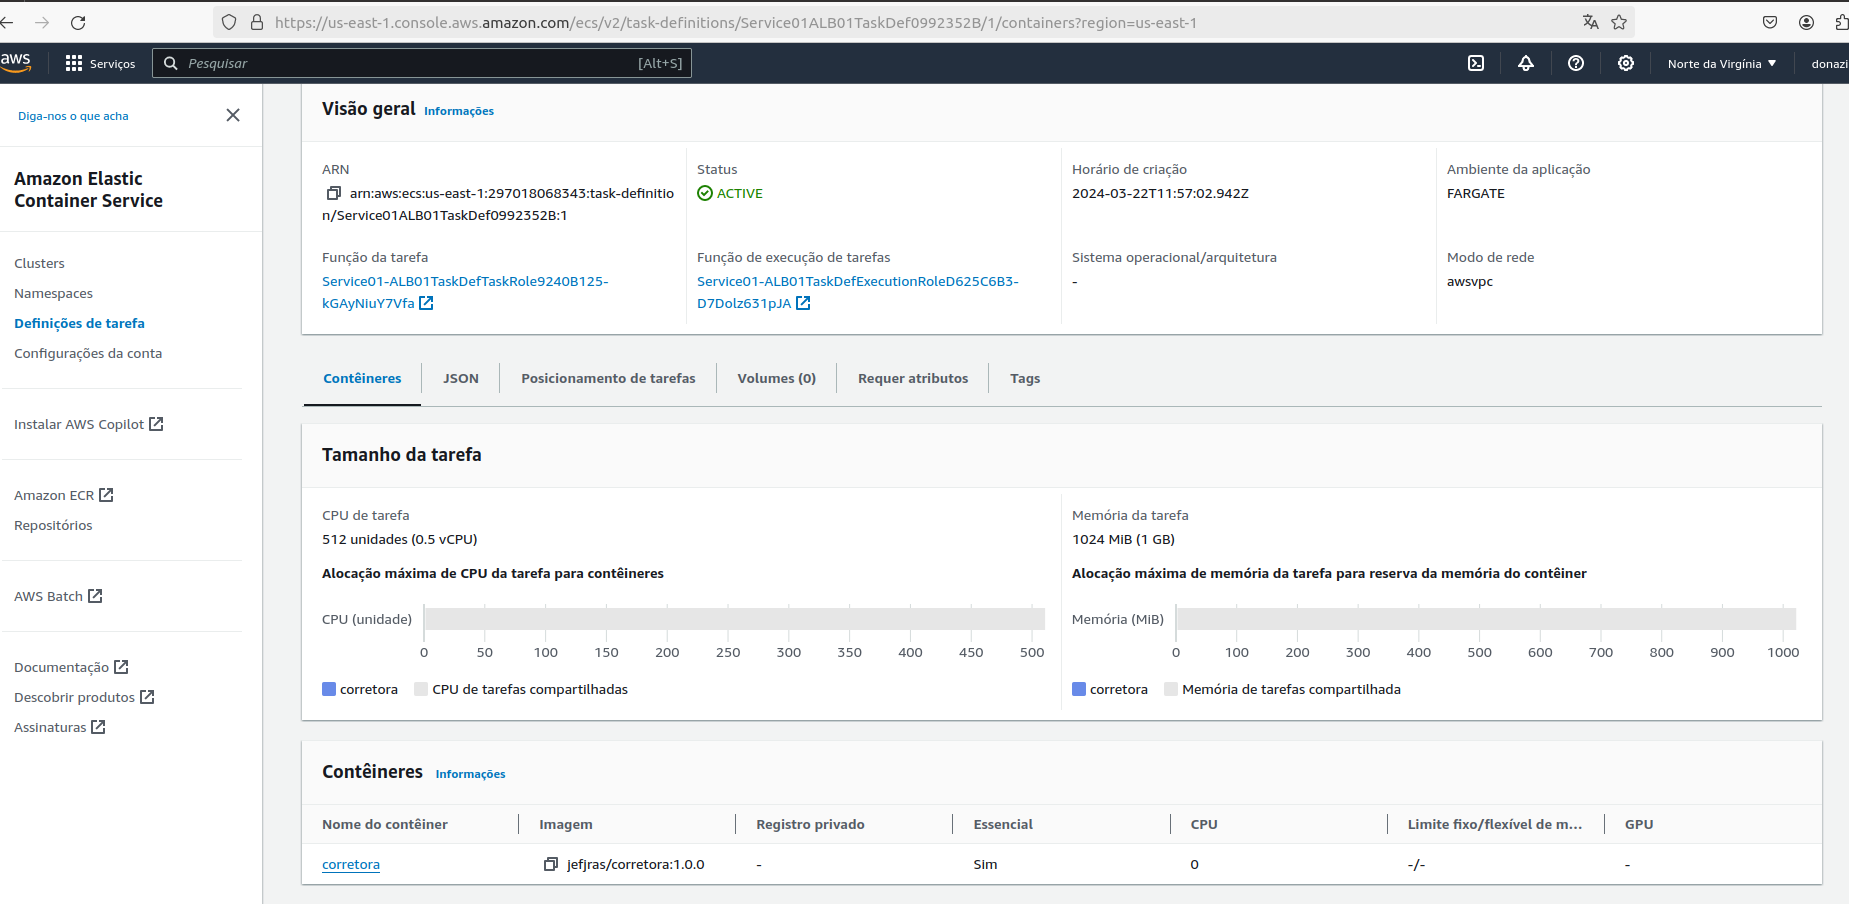 https://us-east-1.console.aws.amazon.com/ecs/v2/task-definitions/Service01ALB01TaskDef0992352B/1/containers?region=us-east-1
aws
Serviços
Pesquisar
[Alt+S]
Norte da Virgínia
donazi
Diga-nos o que acha
Amazon Elastic
Container Service
Clusters
Namespaces
Definições de tarefa
Configurações da conta
Instalar AWS Copilot
Amazon ECR
Repositórios
AWS Batch
Documentação
Descobrir produtos
Assinaturas
Visão geral Informações
ARN
arn:aws:ecs:us-east-1:297018068343:task-definitio
n/Service01ALB01TaskDef0992352B:1
Status
ACTIVE
Horário de criação
2024-03-22T11:57:02.942Z
Ambiente da aplicação
FARGATE
Função da tarefa
Service01-ALB01TaskDefTaskRole9240B125-
kGAyNiuY7Vfa
Função de execução de tarefas
Service01-ALB01TaskDefExecutionRoleD625C6B3-
D7Dolz631pJA
Sistema operacional/arquitetura
-
Modo de rede
awsvpc
Contêineres JSON Posicionamento de tarefas Volumes (0) Requer atributos Tags
Tamanho da tarefa
CPU de tarefa
512 unidades (0.5 vCPU)
Alocação máxima de CPU da tarefa para contêineres
CPU (unidade)
0 50 100 150 200 250 300 350 400 450 500
corretora CPU de tarefas compartilhadas
Memória da tarefa
1024 MiB (1 GB)
Alocação máxima de memória da tarefa para reserva da memória do contêiner
Memória (MiB)
0 100 200 300 400 500 600 700 800 900 1000
corretora Memória de tarefas compartilhada
Contêineres Informações
Nome do contêiner Imagem Registro privado Essencial CPU Limite fixo/flexível de m... GPU
corretora jefjras/corretora:1.0.0 - Sim 0 -/- -